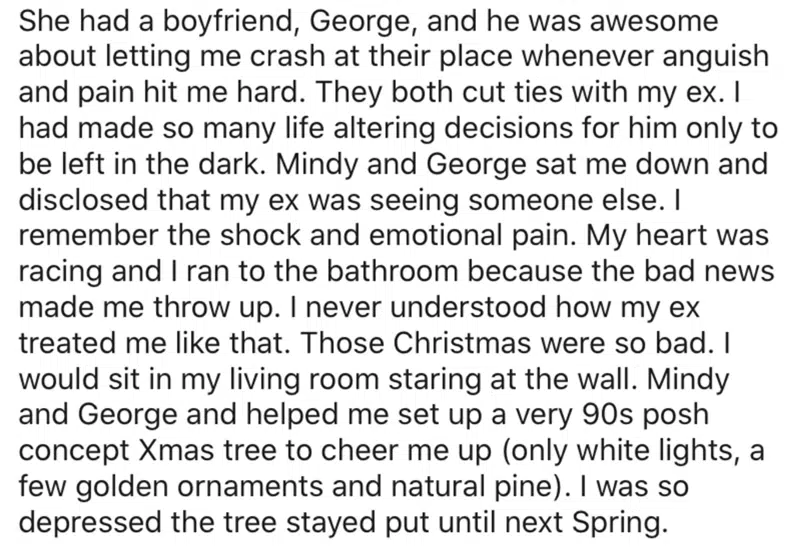 She had a boyfriend, George, and he was awesome
about letting me crash at their place whenever anguish
and pain hit me hard. They both cut ties with my ex. I
had made so many life altering decisions for him only to
be left in the dark. Mindy and George sat me down and
disclosed that my ex was seeing someone else. I
remember the shock and emotional pain. My heart was
racing and I ran to the bathroom because the bad news
made me throw up. I never understood how my ex
treated me like that. Those Christmas were so bad. I
would sit in my living room staring at the wall. Mindy
and George and helped me set up a very 90s posh
concept Xmas tree to cheer me up (only white lights, a
few golden ornaments and natural pine). I was so
depressed the tree stayed put until next Spring.